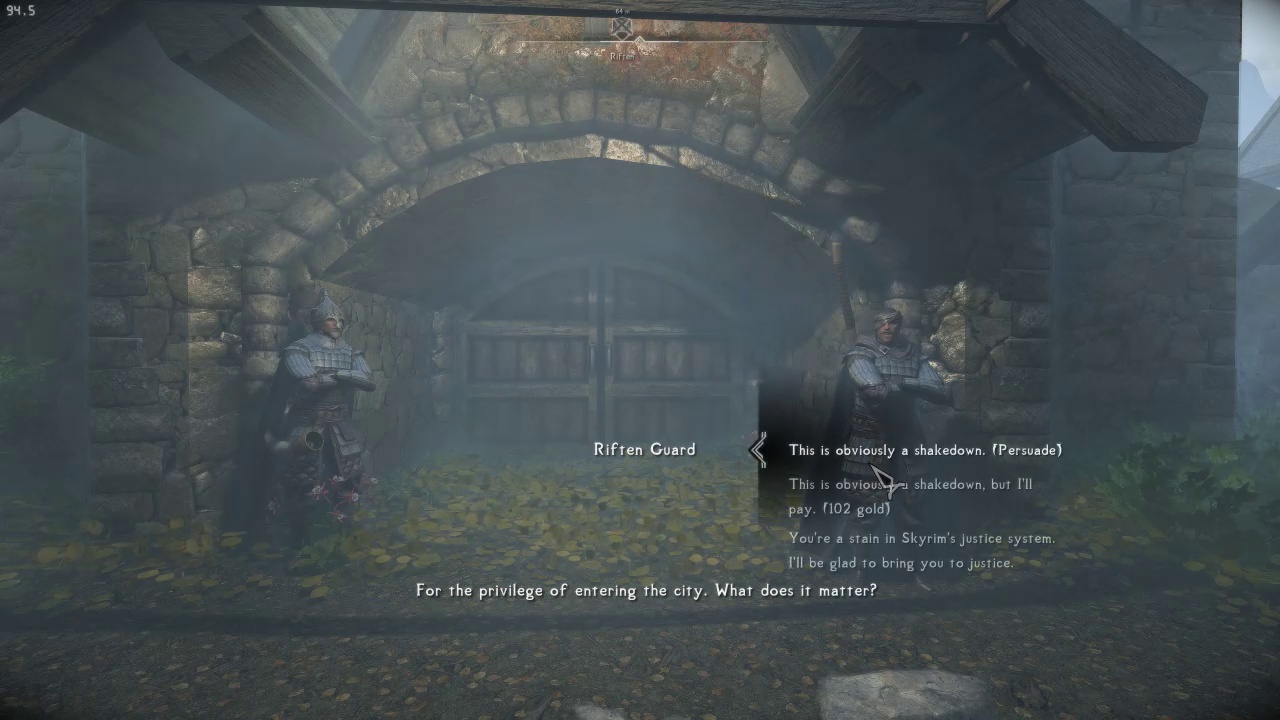 94.5
64 m
Riften
Riften Guard
This is obviously a shakedown. (Persuade)
This is obviously a shakedown, but I'll
pay. (102 gold)
You're a stain in Skyrim's justice system.
I'll be glad to bring you to justice.
For the privilege of entering the city. What does it matter?